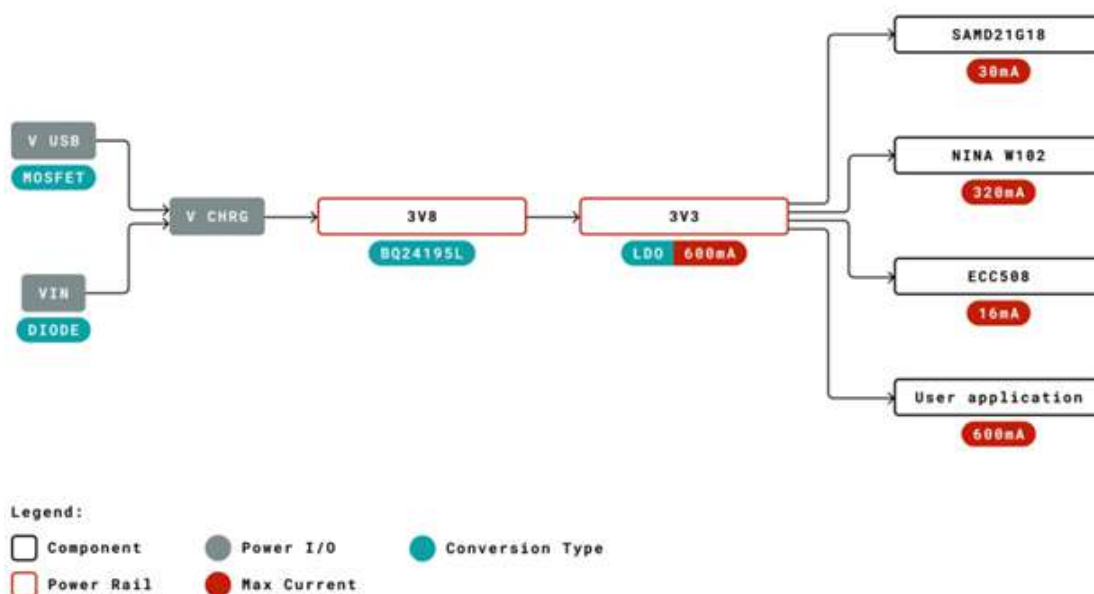 SAMD21G18
30mA
V USB
MOSFET
NINA W102
320mA
V CHRG
3V8
3V3
BQ24195L
LDO 600mA
VIN
DIODE
ECC508
16mA
User application
600mA
Legend:
Component
Power I/O
Conversion Type
Power Rail
Max Current